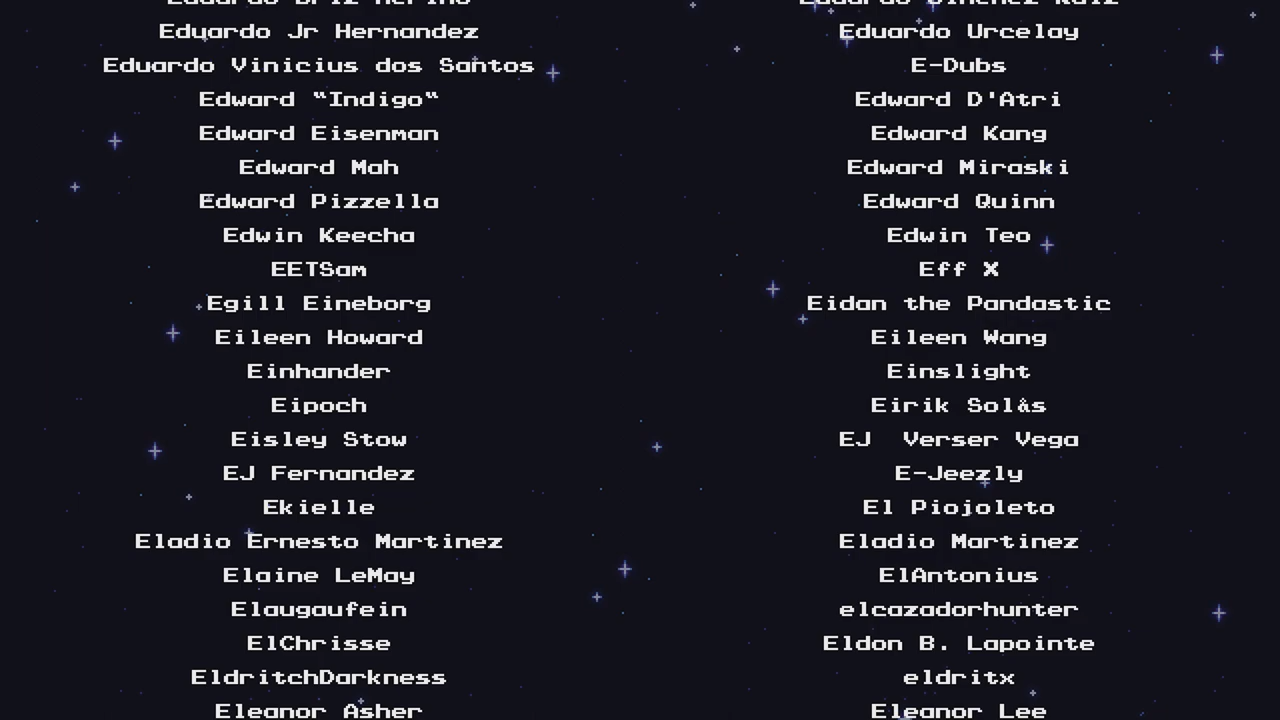 Eduardo Jr Hernandez
Eduardo Urcelay
Eduardo Vinicius dos Santos
E-Dubs
Edward "Indigo"
Edward D'Atri
Edward Eisenman
Edward Kang
Edward Mah
Edward Miraski
Edward Pizzella
Edward Quinn
Edwin Keecha
Edwin Teo
EETSam
Eff X
Egill Eineborg
Eidan the Pandastic
Eileen Howard
Eileen Wang
Einhander
Einslight
Eipoch
Eirik Solås
Eisley Stow
EJ  Verser Vega
EJ Fernandez
E-Jeezly
Ekielle
El Piojoleto
Eladio Ernesto Martinez
Eladio Martinez
Elaine LeMay
ElAntonius
Elaugaufein
elcazadorhunter
ElChrisse
Eldon B. Lapointe
EldritchDarkness
eldritx
Eleanor Asher
Eleanor Lee